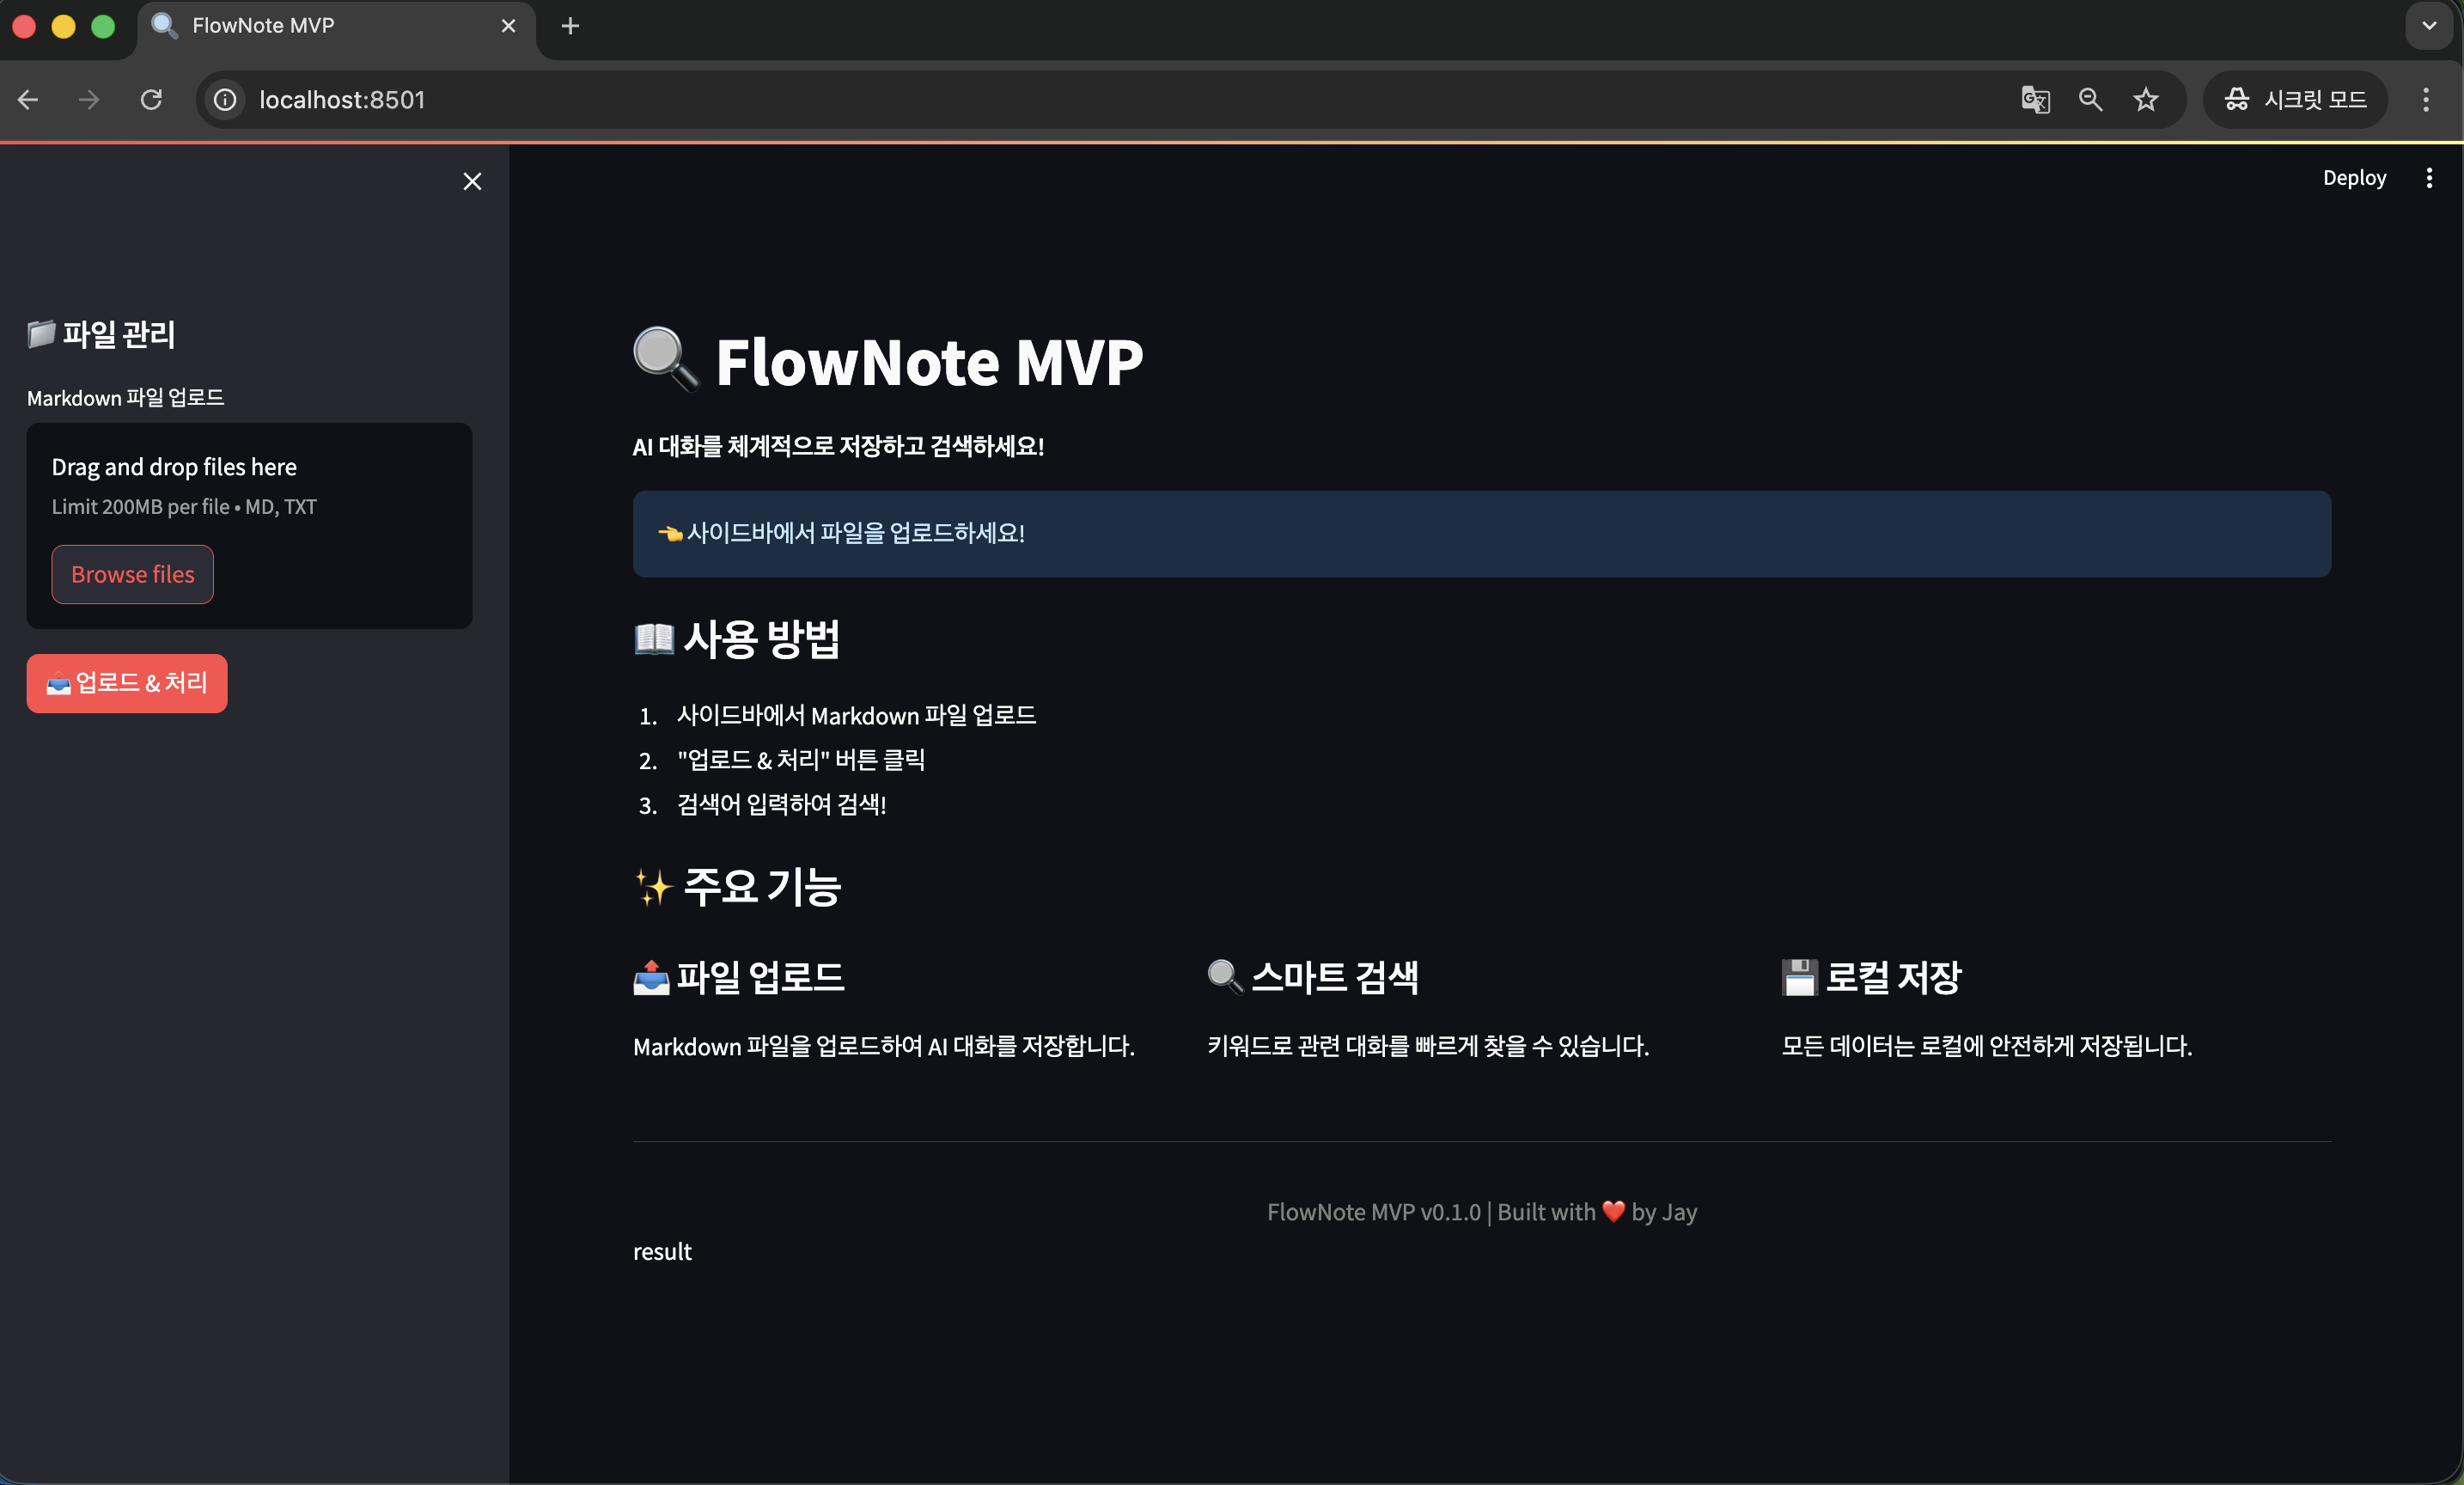 FlowNote MVP
localhost:8501
시크릿 모드
Deploy
파일 관리
Markdown 파일 업로드
Drag and drop files here
Limit 200MB per file • MD, TXT
Browse files
업로드 & 처리
FlowNote MVP
AI 대화를 체계적으로 저장하고 검색하세요!
👈 사이드바에서 파일을 업로드하세요!
📖 사용 방법
1. 사이드바에서 Markdown 파일 업로드
2. "업로드 & 처리" 버튼 클릭
3. 검색어 입력하여 검색!
✨ 주요 기능
📤 파일 업로드
Markdown 파일을 업로드하여 AI 대화를 저장합니다.
🔍 스마트 검색
키워드로 관련 대화를 빠르게 찾을 수 있습니다.
💾 로컬 저장
모든 데이터는 로컬에 안전하게 저장됩니다.
FlowNote MVP v0.1.0 | Built with ❤️ by Jay
result